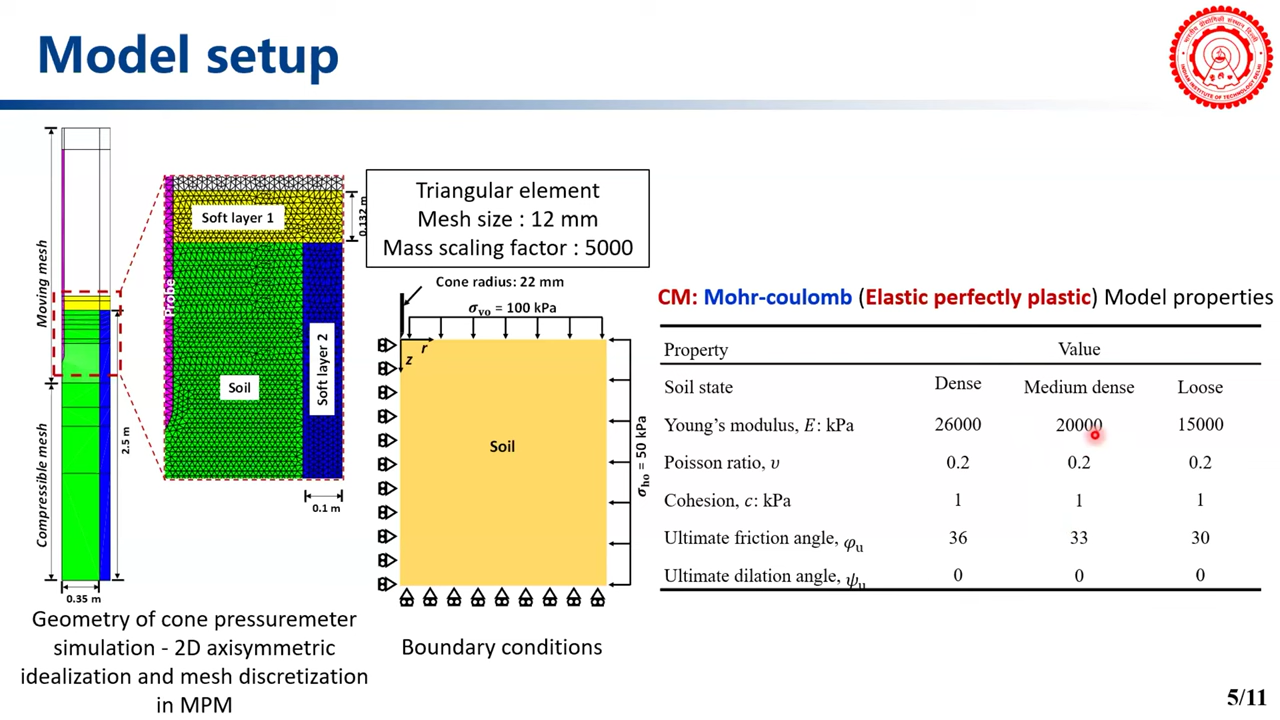 Model setup
Moving mesh
Compressible mesh
2.5 m
0.35 m
Soft layer 1
Probe
Soil
Soft layer 2
0.132 m
0.1 m
Geometry of cone pressuremeter
simulation - 2D axisymmetric
idealization and mesh discretization
in MPM
Triangular element
Mesh size : 12 mm
Mass scaling factor : 5000
Cone radius: 22 mm
σvo = 100 kPa
r
z
Soil
σho = 50 kPa
Boundary conditions
CM: Mohr-coulomb (Elastic perfectly plastic) Model properties
Property Value
Soil state Dense Medium dense Loose
Young's modulus, E: kPa 26000 20000 15000
Poisson ratio, υ 0.2 0.2 0.2
Cohesion, c: kPa 1 1 1
Ultimate friction angle, φu 36 33 30
Ultimate dilation angle, ψu 0 0 0
5/11